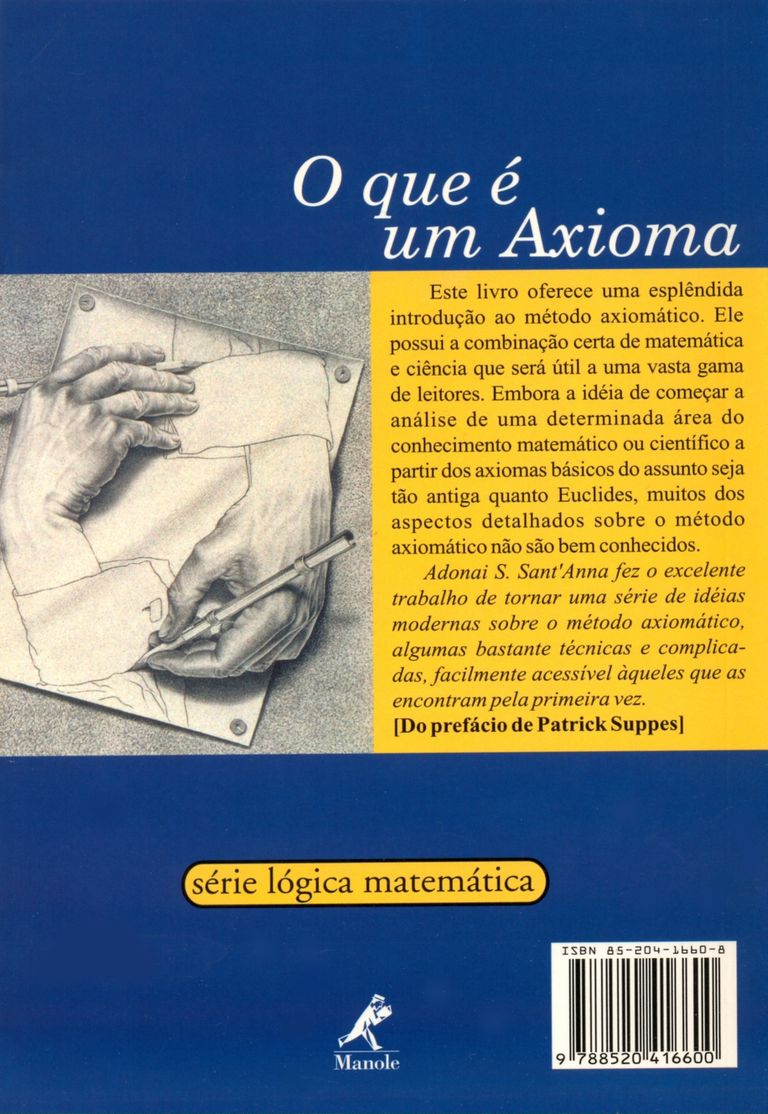 O que é
um Axioma
Este livro oferece uma esplêndida
introdução ao método axiomático. Ele
possui a combinação certa de matemática
e ciência que será útil a uma vasta gama
de leitores. Embora a idéia de começar a
análise de uma determinada área do
conhecimento matemático ou científico a
partir dos axiomas básicos do assunto seja
tão antiga quanto Euclides, muitos dos
aspectos detalhados sobre o método
axiomático não são bem conhecidos.
Adonai S. Sant'Anna fez o excelente
trabalho de tornar uma série de idéias
modernas sobre o método axiomático,
algumas bastante técnicas e complica-
das, facilmente acessível àqueles que as
encontram pela primeira vez.
[Do prefácio de Patrick Suppes]
série lógica matemática
ISBN 85-204-1660-8
9 788520 416600
Manole